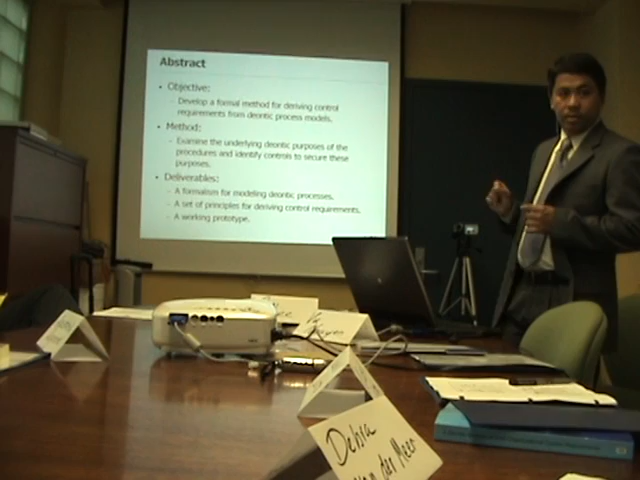 Abstract
• Objective:
– Develop a formal method for deriving control
requirements from deontic process models.
• Method:
– Examine the underlying deontic purposes of the
procedures and identify controls to secure these
purposes.
• Deliverables:
– A formalism for modeling deontic processes.
– A set of principles for deriving control requirements.
– A working prototype.
Debra
Van der Meer